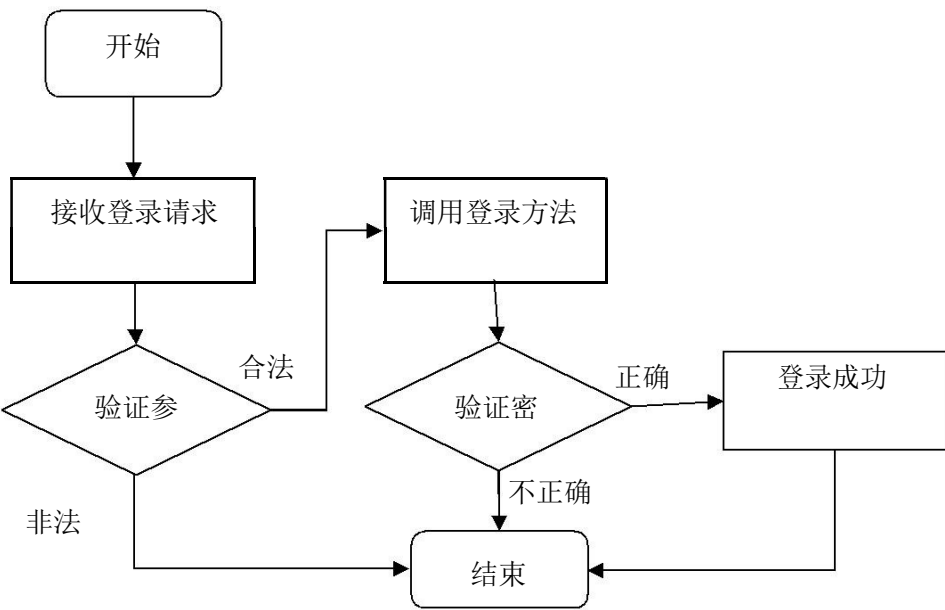 开始
接收登录请求
验证参
合法
非法
调用登录方法
验证密
正确
不正确
登录成功
结束